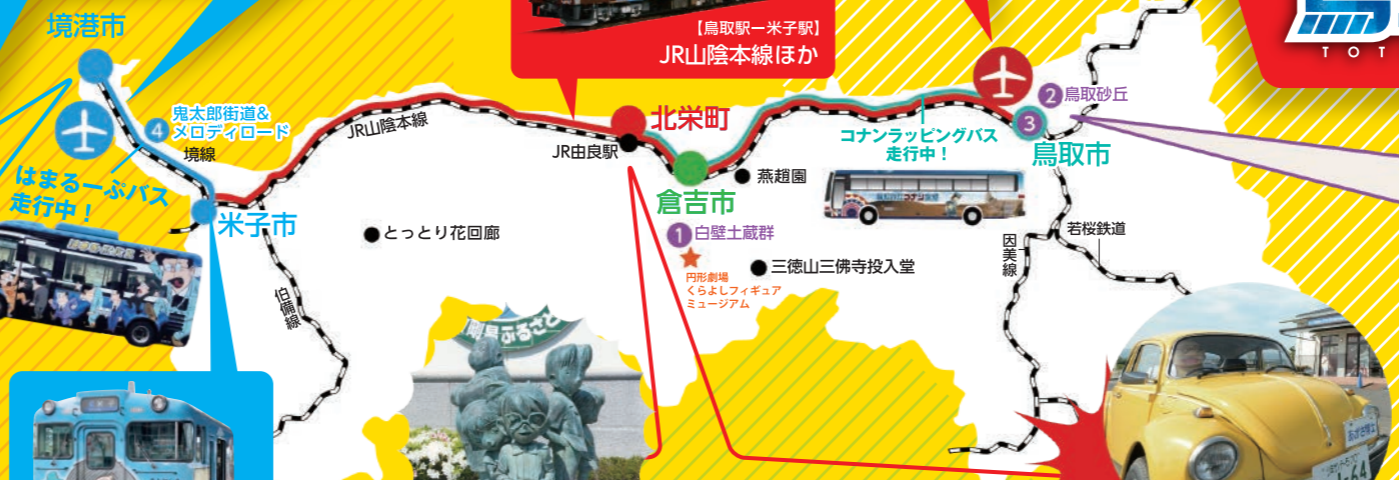 境港市
【鳥取駅ー米子駅】
JR山陰本線ほか
TOT
鬼太郎街道&
メロディロード
4
境線
JR山陰本線
北栄町
JR由良駅
コナンラッピングバス
走行中！
2
鳥取砂丘
3
鳥取市
はまるーぷバス
走行中！
米子市
倉吉市
燕趙園
とっとり花回廊
1
白壁土蔵群
円形劇場
くらよしフィギュア
ミュージアム
三徳山三佛寺投入堂
因美線
若桜鉄道
伯備線